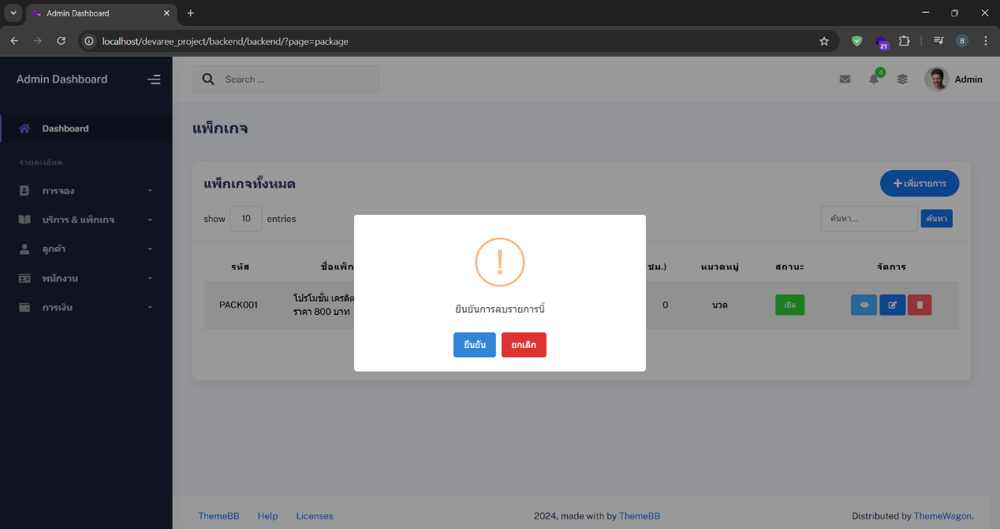 Admin Dashboard
localhost/devaree_project/backend/backend/?page=package
21
B
Admin Dashboard
Search ...
4
Admin
Dashboard
แพ็กเกจ
รายละเอียด
การจอง
บริการ & แพ็กเกจ
ลูกค้า
พนักงาน
การเงิน
แพ็กเกจทั้งหมด
เพิ่มรายการ
show 10 entries
ค้นหา...
ค้นหา
รหัส
ชื่อแพ็ก
ชม.)
หมวดหมู่
สถานะ
จัดการ
PACK001
โปรโมชั่น เครดิต
ราคา 800 บาท
0
นวด
เปิด
!
ยืนยันการลบรายการนี้
ยืนยัน
ยกเลิก
ThemeBB
Help
Licenses
2024, made with by ThemeBB
Distributed by ThemeWagon.